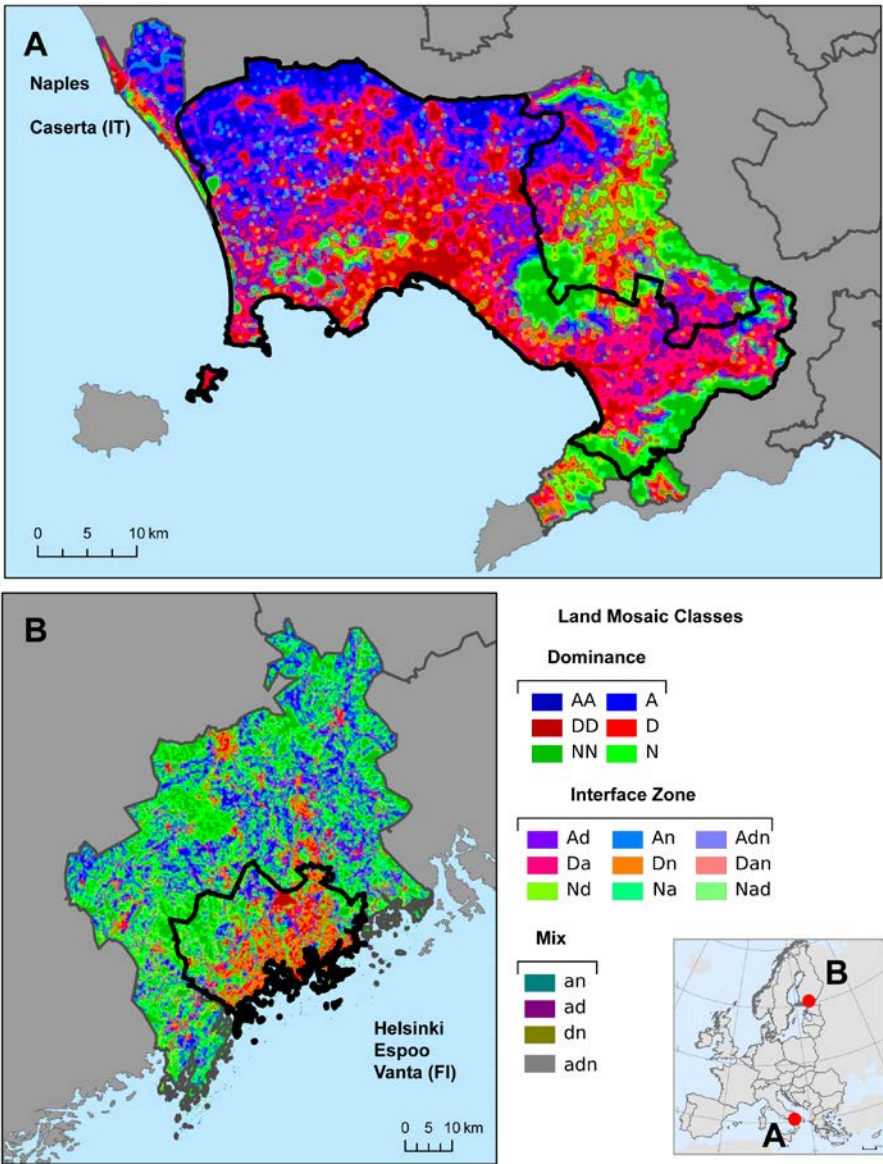 A
Naples
Caserta (IT)
0 5 10 km
B
Helsinki
Espoo
Vanta (FI)
0 5 10 km
Land Mosaic Classes
Dominance
AA A
DD D
NN N
Interface Zone
Ad An Adn
Da Dn Dan
Nd Na Nad
Mix
an
ad
dn
adn
B
A